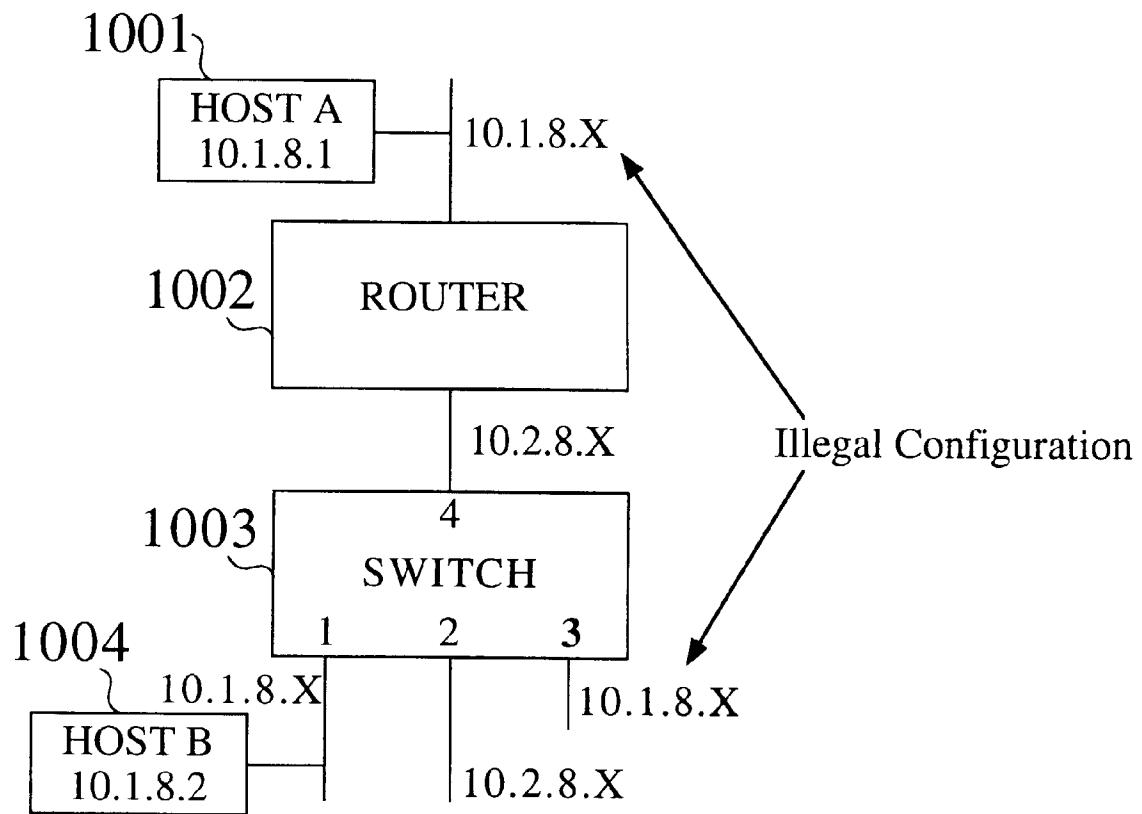 1001
HOST A
10.1.8.1
10.1.8.X
1002
ROUTER
10.2.8.X
Illegal Configuration
1003
4
SWITCH
1 2 3
1004
10.1.8.X
10.1.8.X
HOST B
10.1.8.2
10.2.8.X